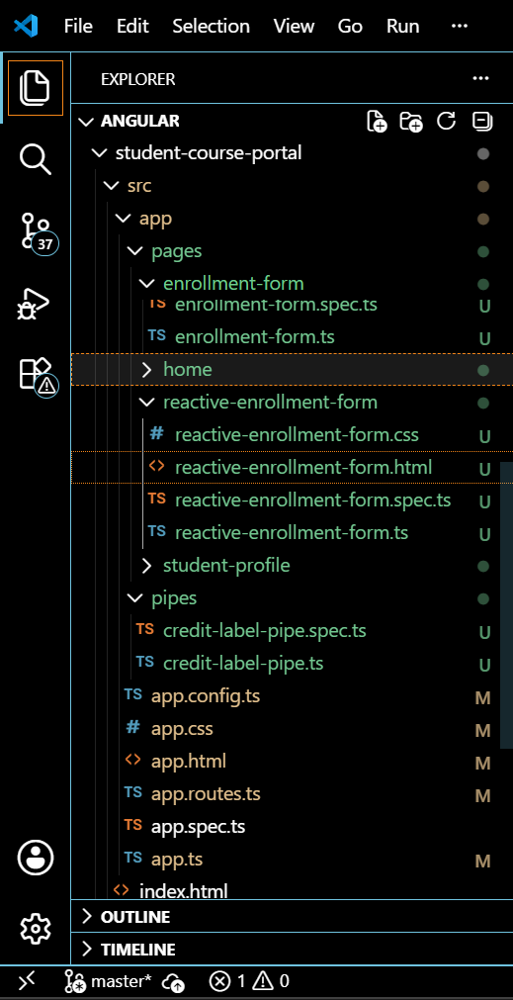 File Edit Selection View Go Run ...
EXPLORER ...
ANGULAR
student-course-portal
src
app
pages
enrollment-form
TS enrollment-form.spec.ts U
TS enrollment-form.ts U
home
reactive-enrollment-form
# reactive-enrollment-form.css U
<> reactive-enrollment-form.html U
TS reactive-enrollment-form.spec.ts U
TS reactive-enrollment-form.ts U
student-profile
pipes
TS credit-label-pipe.spec.ts U
TS credit-label-pipe.ts U
TS app.config.ts M
# app.css M
<> app.html M
TS app.routes.ts M
TS app.spec.ts
TS app.ts M
<> index.html
OUTLINE
TIMELINE
37
master* 1 0